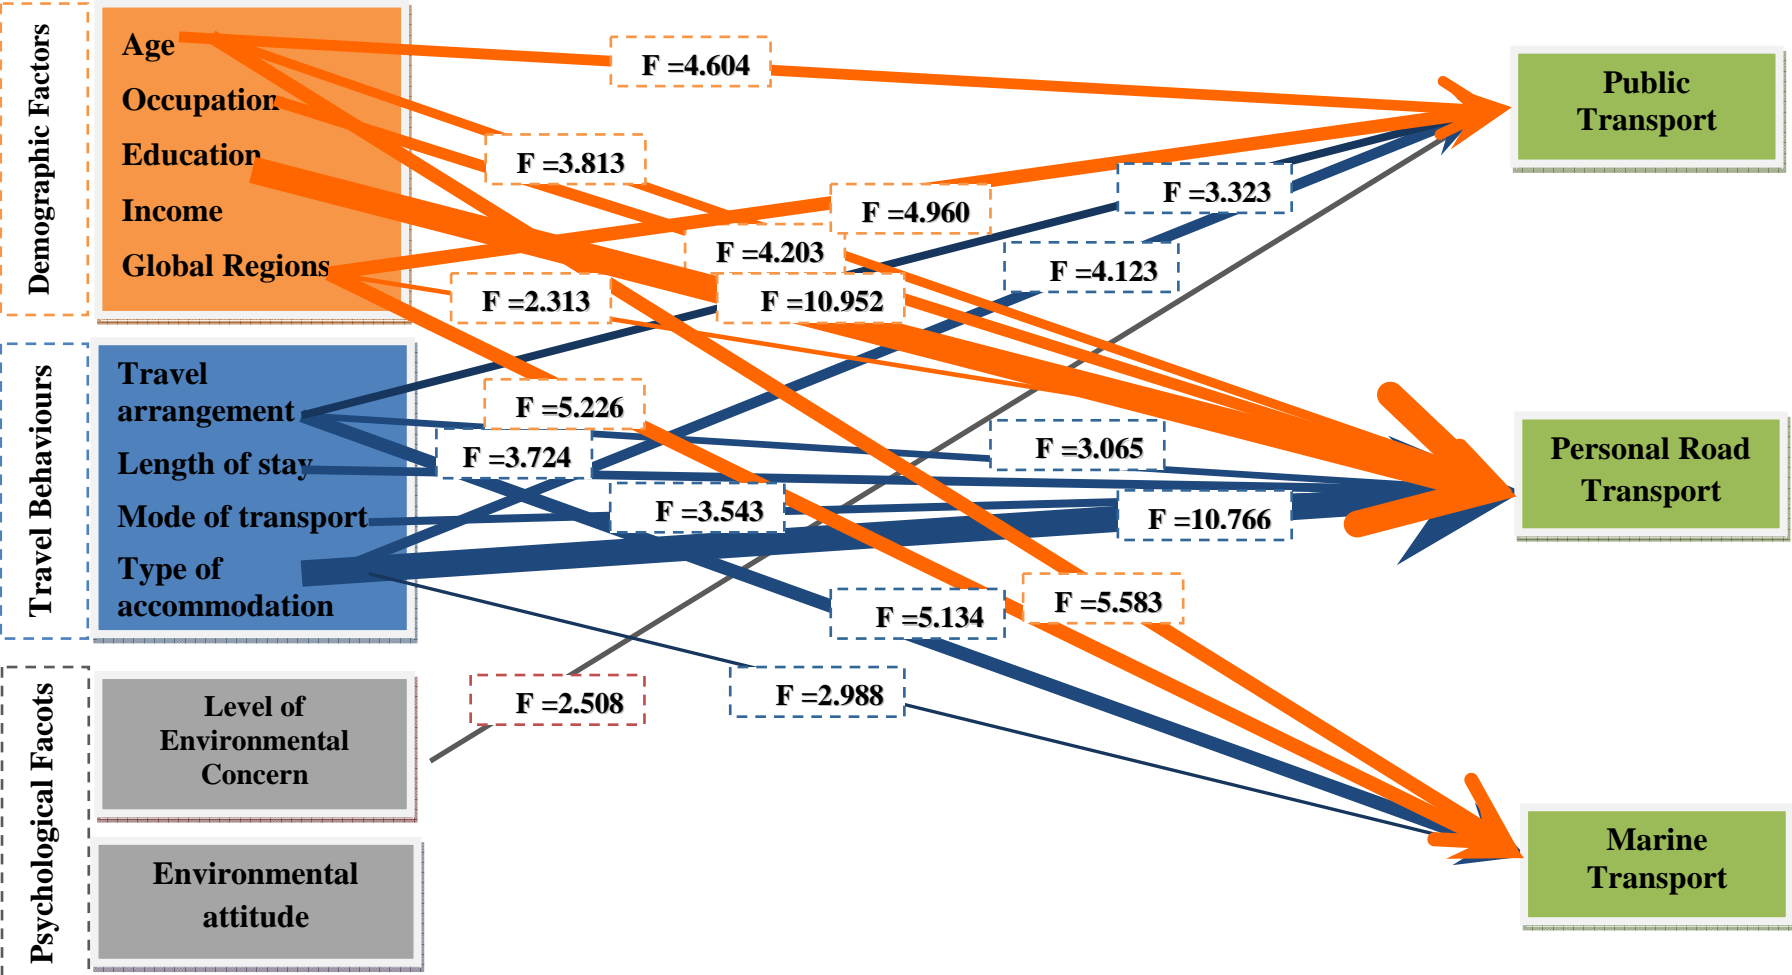 Demographic Factors
Age
Occupation
Education
Income
Global Regions
Travel Behaviours
Travel
arrangement
Length of stay
Mode of transport
Type of
accommodation
Psychological Facots
Level of
Environmental
Concern
Environmental
attitude
F =4.604
F =3.813
F =4.960
F =4.203
F =2.313
F =10.952
F =3.323
F =4.123
F =5.226
F =3.724
F =3.065
F =3.543
F =10.766
F =5.134
F =5.583
F =2.508
F =2.988
Public
Transport
Personal Road
Transport
Marine
Transport